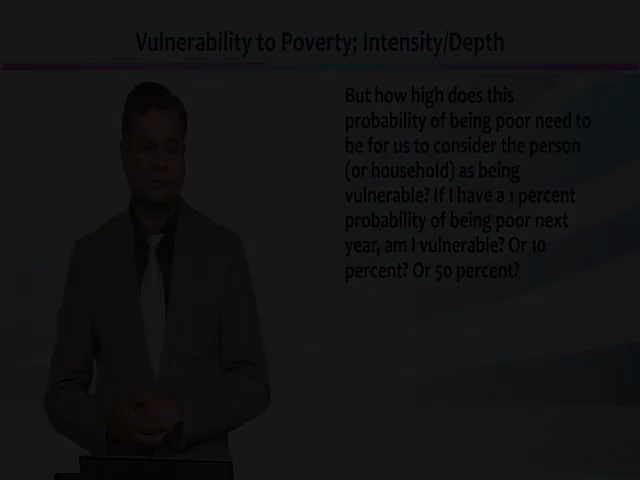 Vulnerability to Poverty; Intensity/Depth
But how high does this
probability of being poor need to
be for us to consider the person
(or household) as being
vulnerable? If I have a 1 percent
probability of being poor next
year, am I vulnerable? Or 10
percent? Or 50 percent?